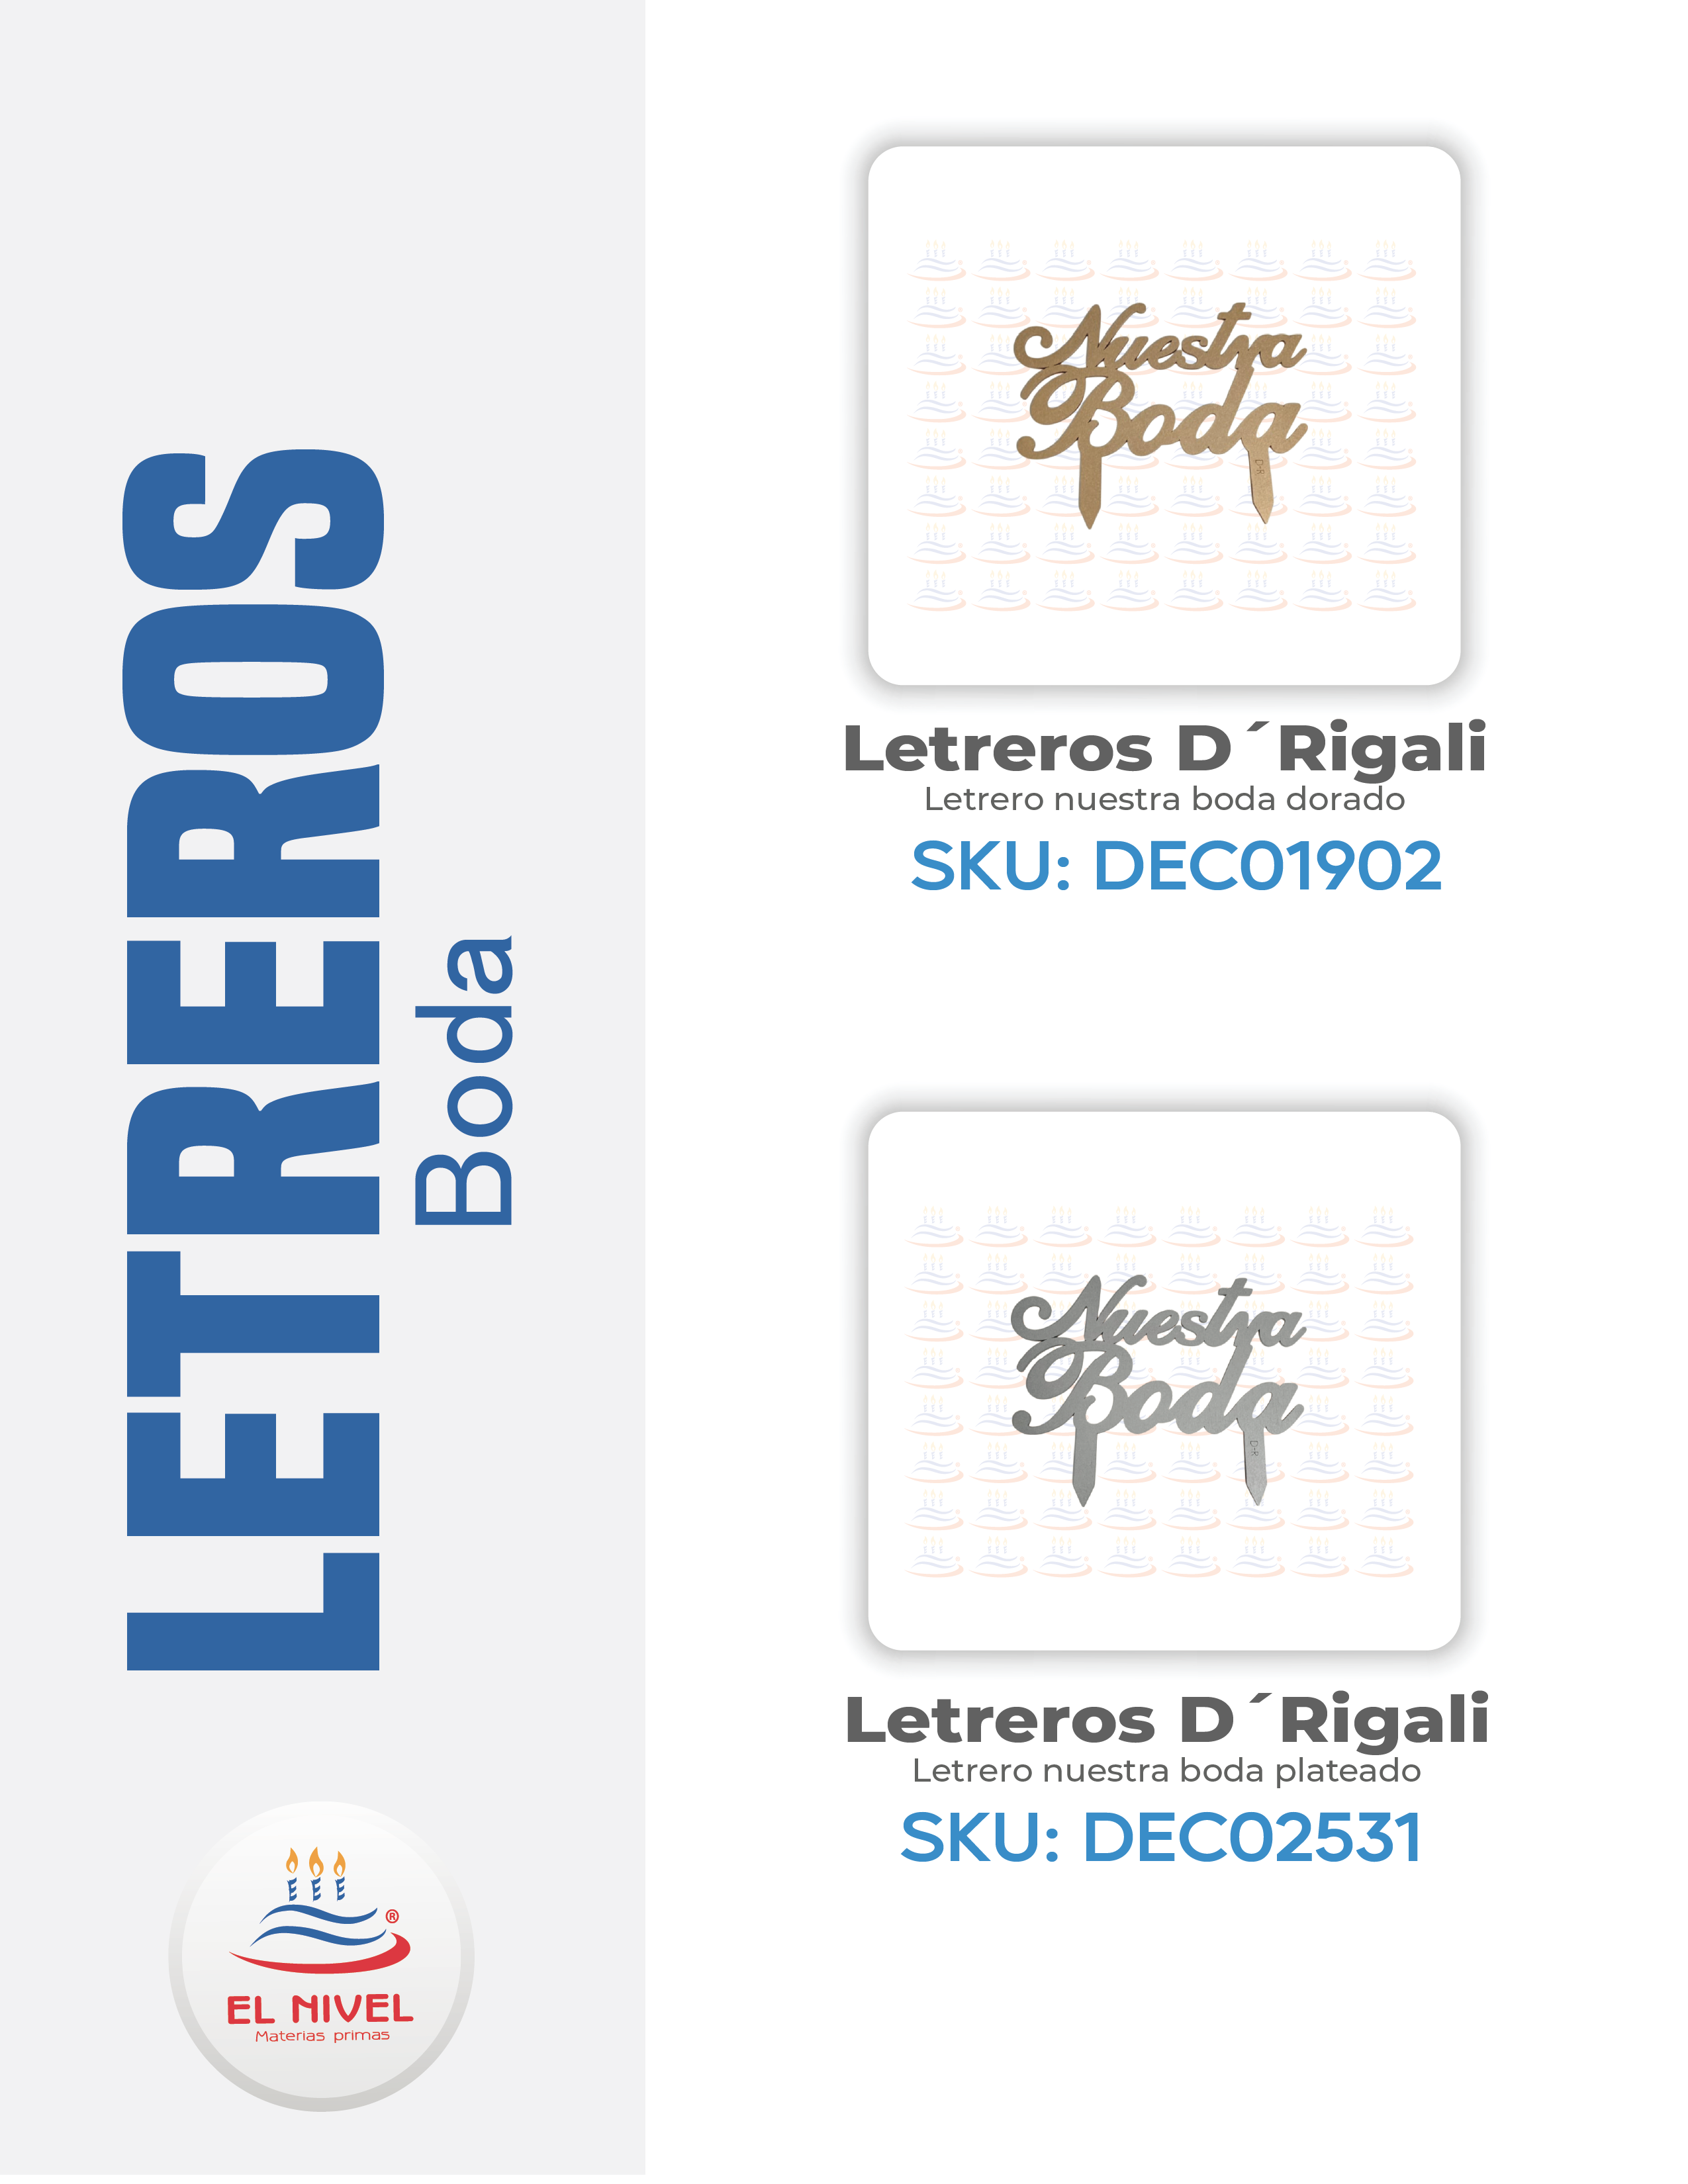 LETREROS
Boda
Nuestra
Boda
D+R
Letreros D´Rigali
Letrero nuestra boda dorado
SKU: DEC01902
Nuestra
Boda
D+R
Letreros D´Rigali
Letrero nuestra boda plateado
SKU: DEC02531
®
EL NIVEL
Materias primas